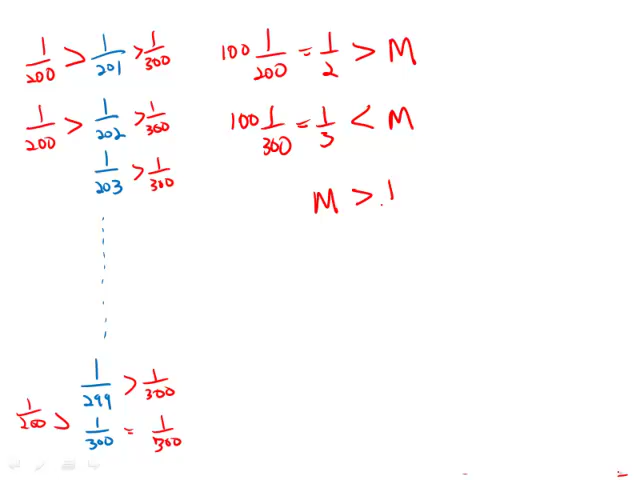 1/200 > 1/201 > 1/300 100 1/200 = 1/2 > M
1/200 > 1/202 > 1/300 100 1/300 = 1/3 < M
1/203 > 1/300
M > .1
1/299 > 1/300
1/200 > 1/300 = 1/300